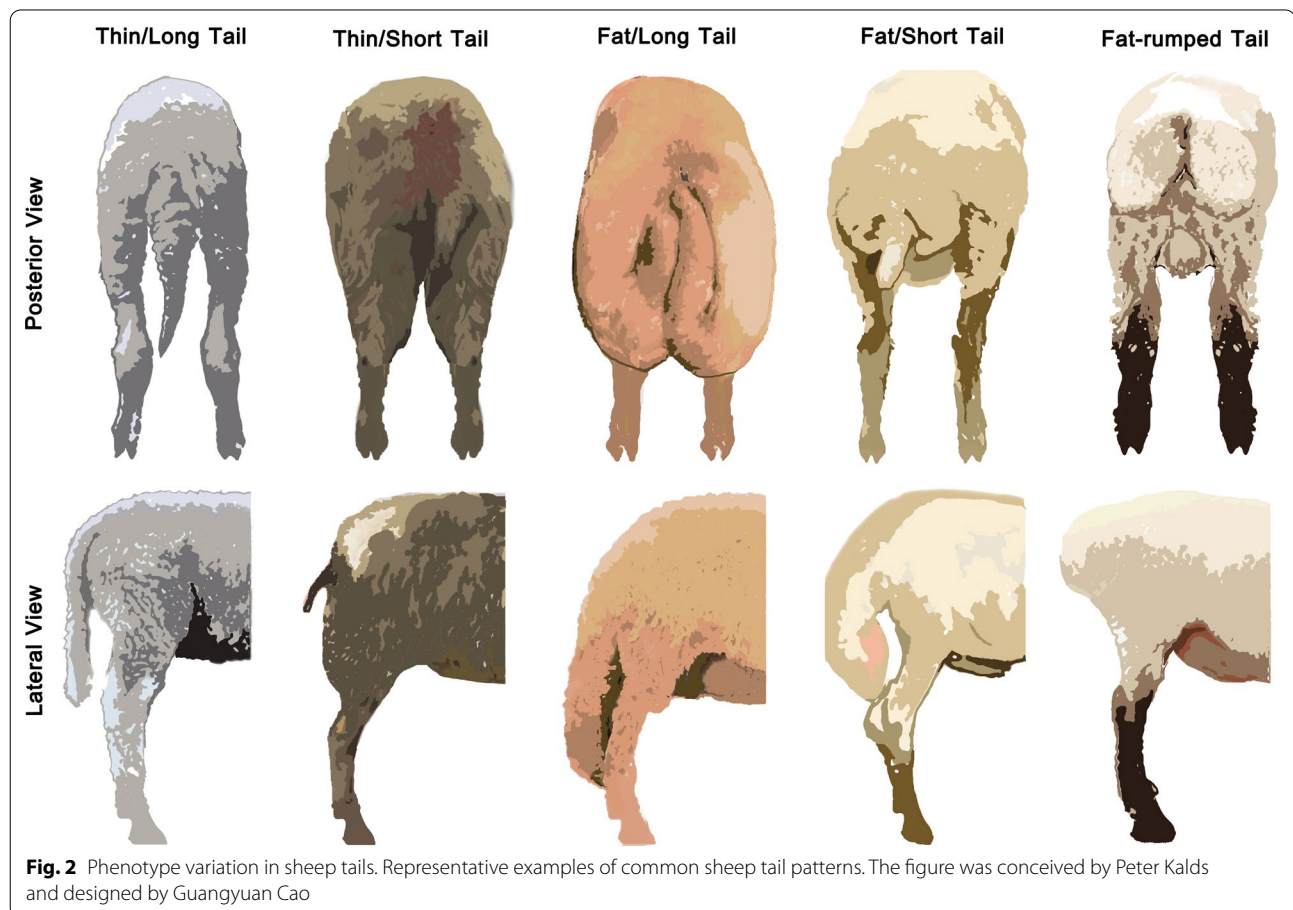 Thin/Long Tail
Thin/Short Tail
Fat/Long Tail
Fat/Short Tail
Fat-rumped Tail
Posterior View
Lateral View
Fig. 2 Phenotype variation in sheep tails. Representative examples of common sheep tail patterns. The figure was conceived by Peter Kalds
and designed by Guangyuan Cao